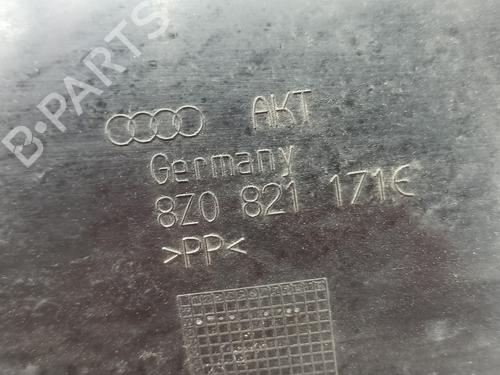 B-PARTS
AKT
Germany
8Z0 821 171E
>PP<